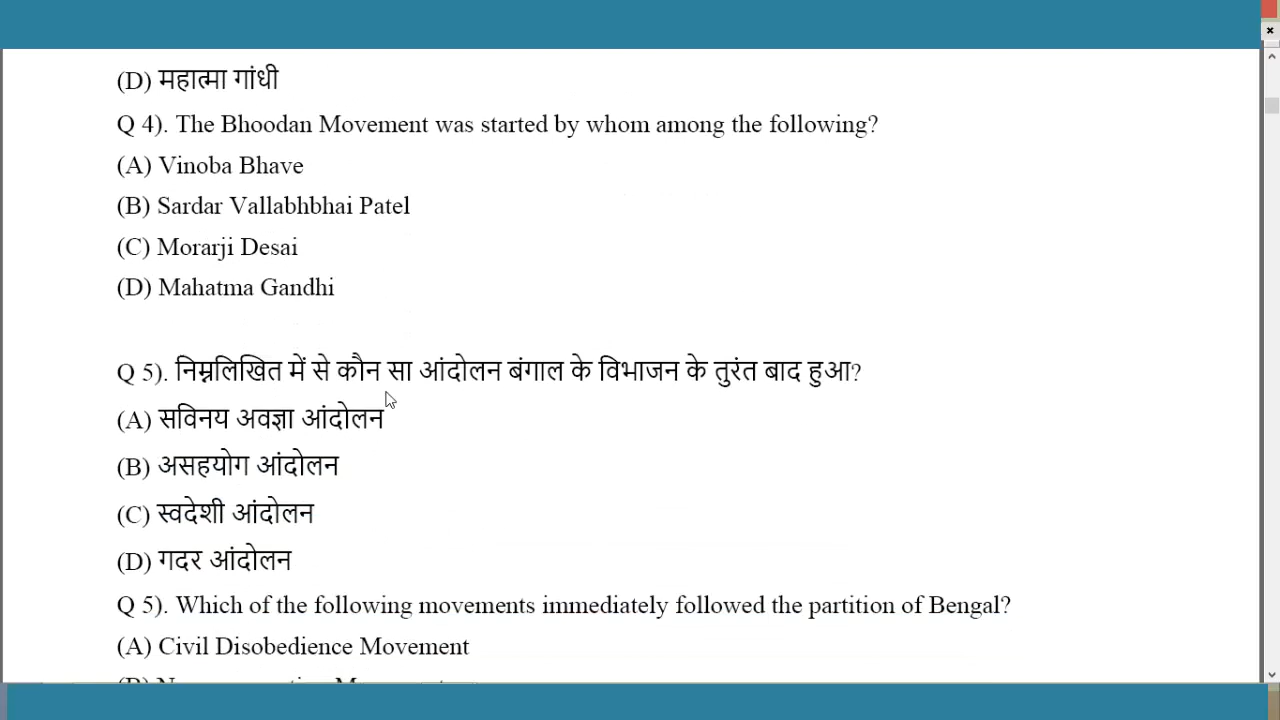 (D) महात्मा गांधी
Q 4). The Bhoodan Movement was started by whom among the following?
(A) Vinoba Bhave
(B) Sardar Vallabhbhai Patel
(C) Morarji Desai
(D) Mahatma Gandhi
Q 5). निम्नलिखित में से कौन सा आंदोलन बंगाल के विभाजन के तुरंत बाद हुआ?
(A) सविनय अवज्ञा आंदोलन
(B) असहयोग आंदोलन
(C) स्वदेशी आंदोलन
(D) गदर आंदोलन
Q 5). Which of the following movements immediately followed the partition of Bengal?
(A) Civil Disobedience Movement